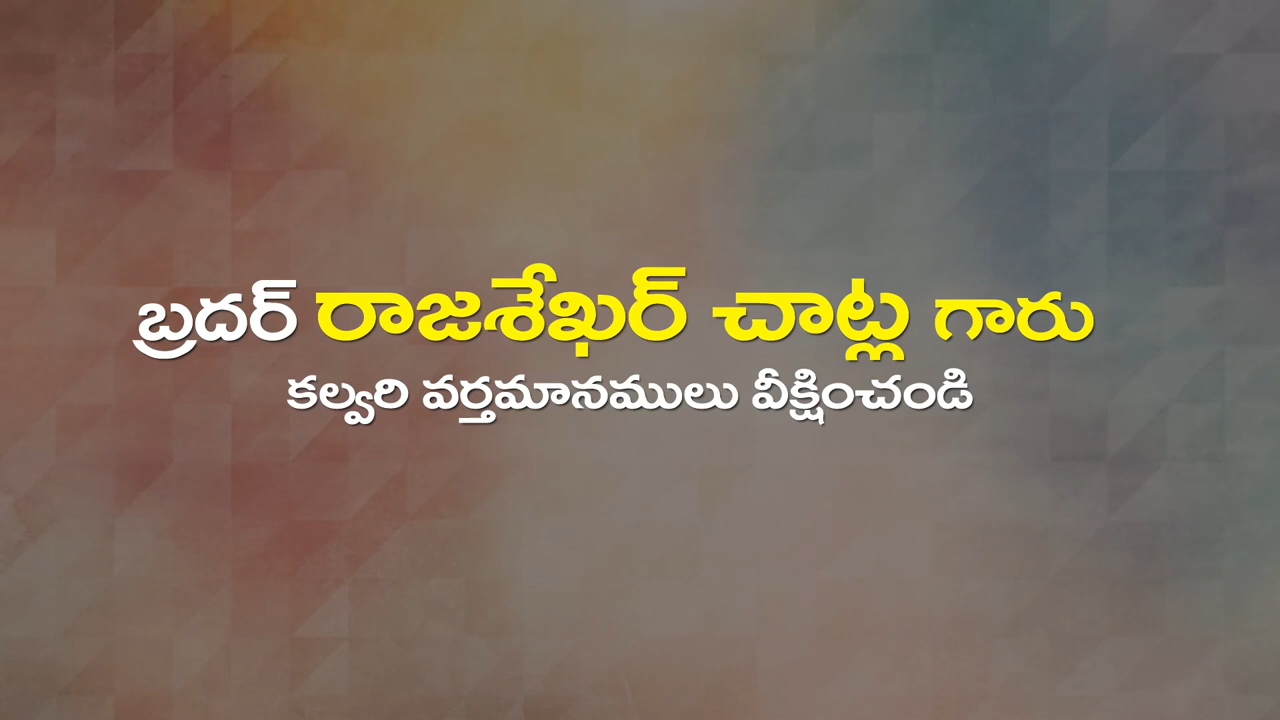 బ్రదర్ రాజశేఖర్ చాట్ల గారు
కల్వరి వర్తమానములు వీక్షించండి